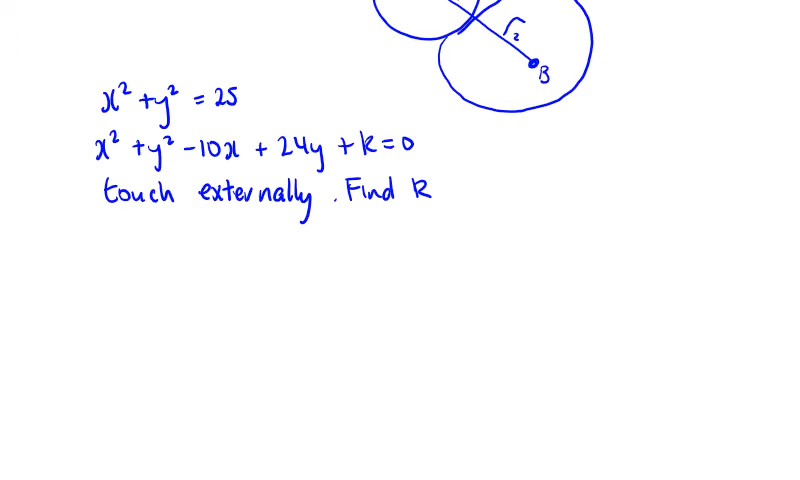 r₂
B
x² + y² = 25
x² + y² - 10x + 24y + k = 0
touch externally. Find k